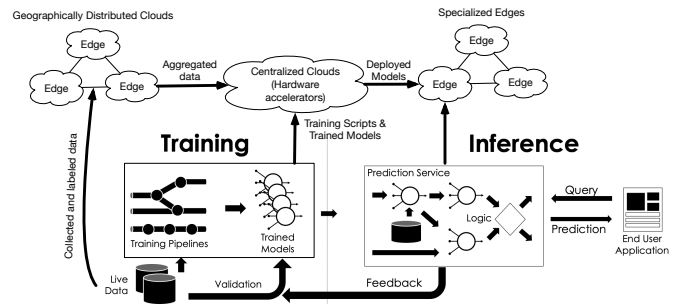 Geographically Distributed Clouds
Specialized Edges
Edge
Edge
Edge
Aggregated
data
Centralized Clouds
(Hardware
accelerators)
Deployed
Models
Edge
Edge
Edge
Collected and labeled data
Training
Training Scripts &
Trained Models
Inference
Training Pipelines
Trained
Models
Prediction Service
Logic
Query
Prediction
End User
Application
Live
Data
Validation
Feedback